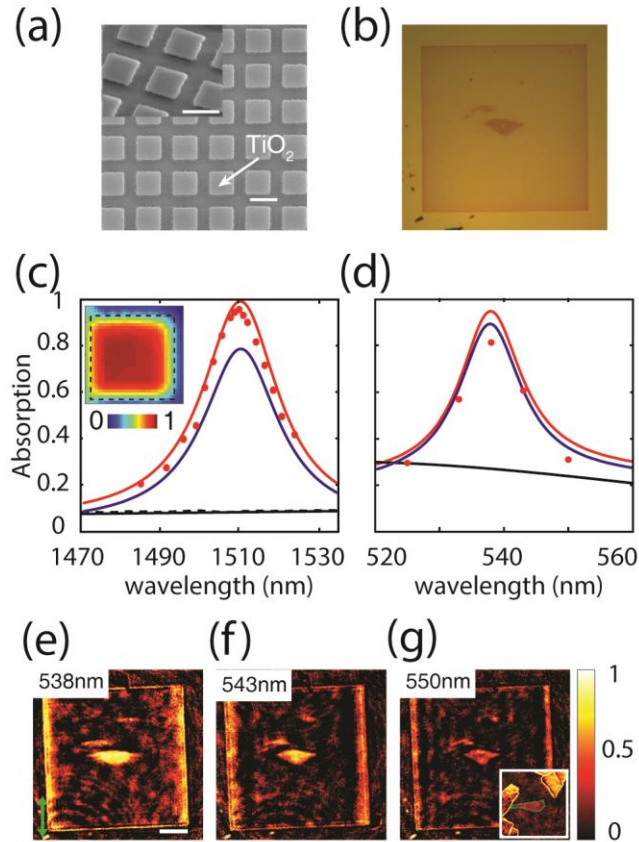 (a)
(b)
TiO2
(c)
(d)
Absorption
1
0.8
0.6
0.4
0.2
0
0 1
1470 1490 1510 1530
520 540 560
wavelength (nm)
wavelength (nm)
(e)
(f)
(g)
538nm
543nm
550nm
1
0.5
0